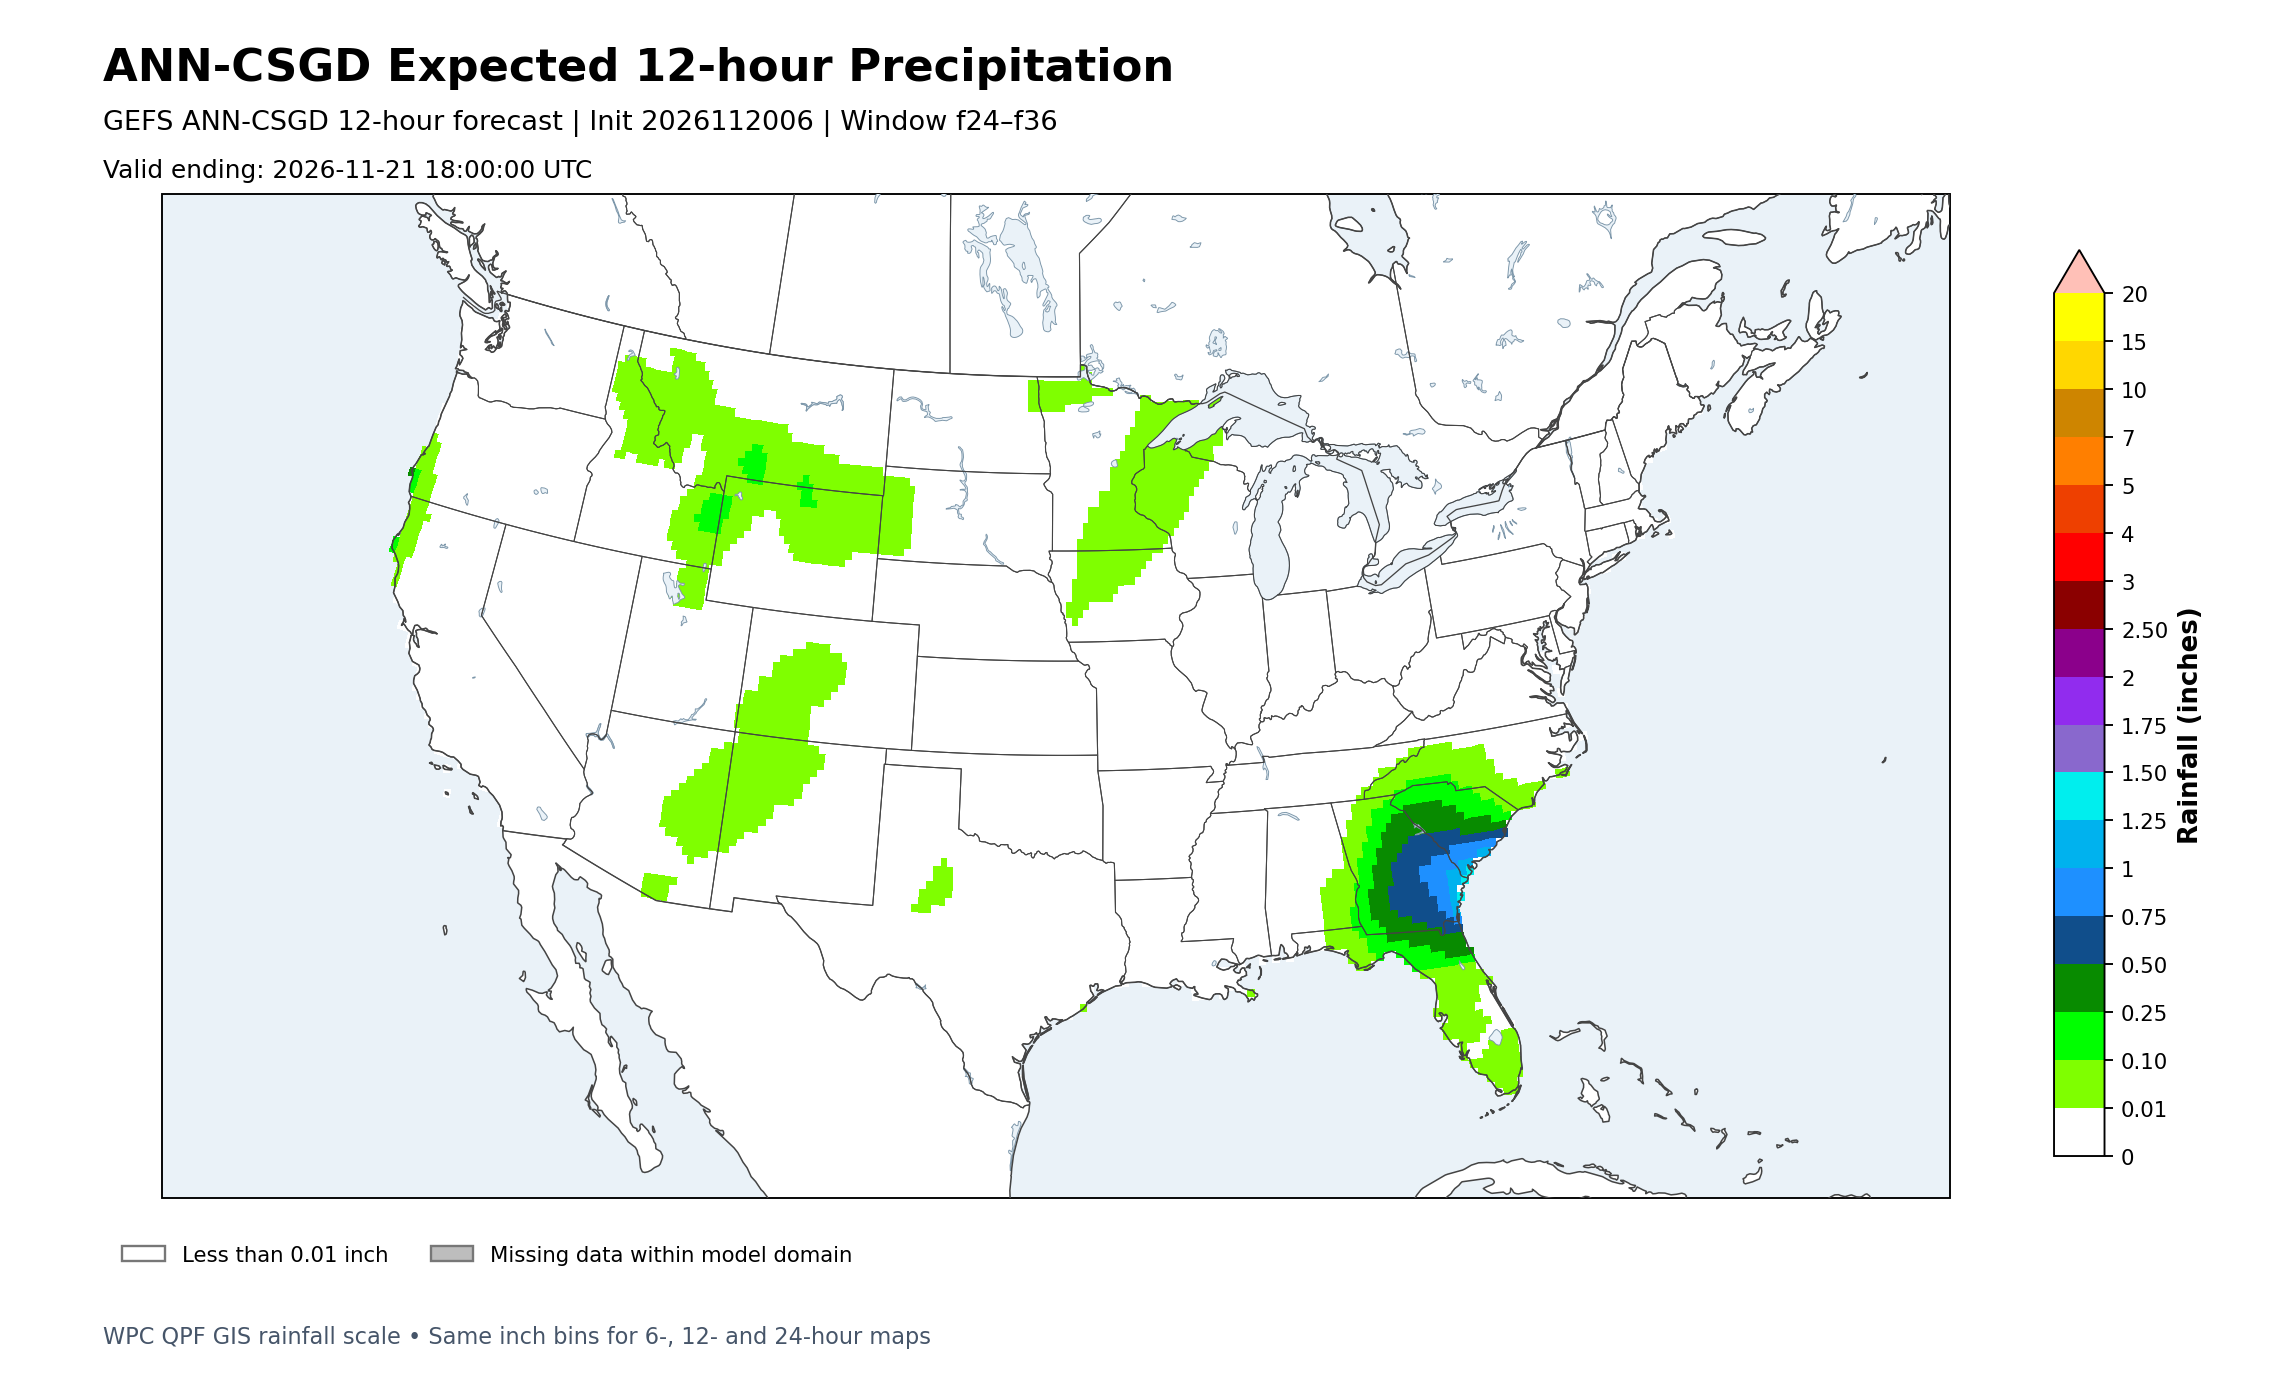 ANN-CSGD Expected 12-hour Precipitation
GEFS ANN-CSGD 12-hour forecast | Init 2026112006 | Window f24–f36
Valid ending: 2026-11-21 18:00:00 UTC
20
15
10
7
5
4
3
2.50
2
1.75
1.50
1.25
1
0.75
0.50
0.25
0.10
0.01
0
Rainfall (inches)
Less than 0.01 inch
Missing data within model domain
WPC QPF GIS rainfall scale • Same inch bins for 6-, 12- and 24-hour maps